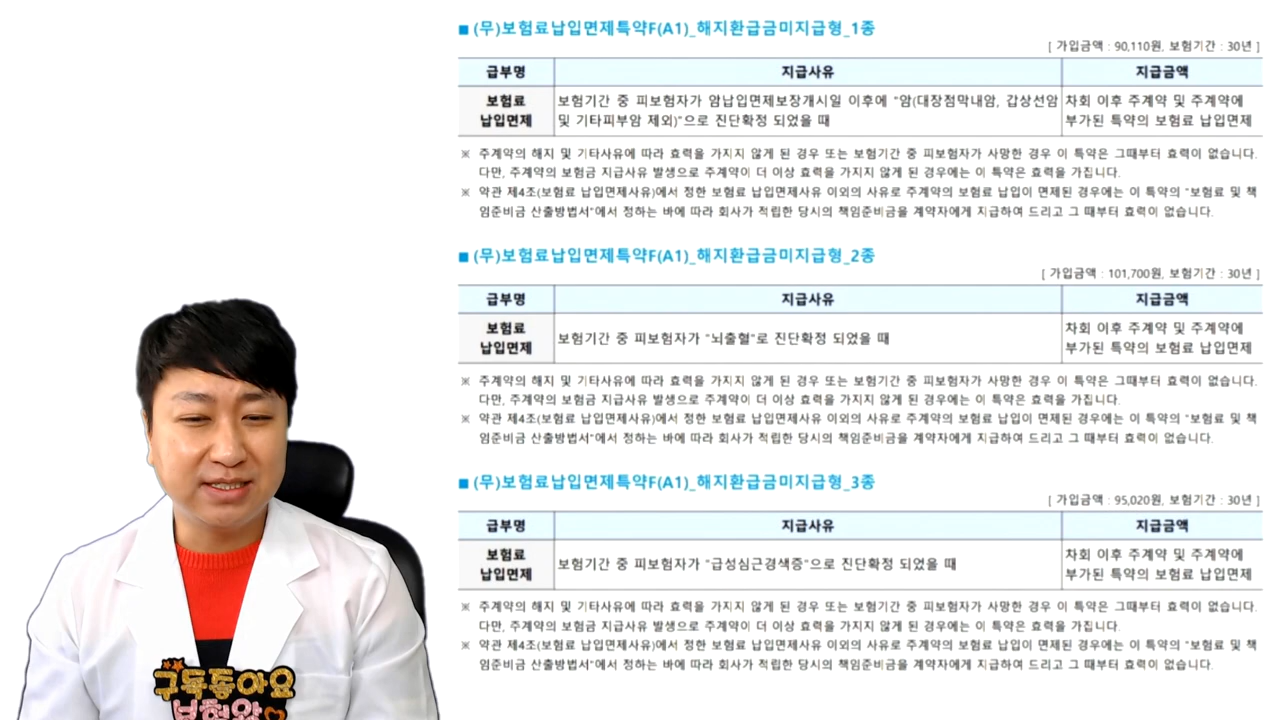 ■ (무)보험료납입면제특약F(A1)_해지환급금미지급형_1종
[ 가입금액 : 90,110원, 보험기간 : 30년 ]
급부명 지급사유 지급금액
보험료 납입면제
보험기간 중 피보험자가 암납입면제보장개시일 이후에 "암(대장점막내암, 갑상선암
및 기타피부암 제외)"으로 진단확정 되었을 때
차회 이후 주계약 및 주계약에
부가된 특약의 보험료 납입면제
※ 주계약의 해지 및 기타사유에 따라 효력을 가지지 않게 된 경우 또는 보험기간 중 피보험자가 사망한 경우 이 특약은 그때부터 효력이 없습니다.
다만, 주계약의 보험금 지급사유 발생으로 주계약이 더 이상 효력을 가지지 않게 된 경우에는 이 특약은 효력을 가집니다.
※ 약관 제4조(보험료 납입면제사유)에서 정한 보험료 납입면제사유 이외의 사유로 주계약의 보험료 납입이 면제된 경우에는 이 특약의 "보험료 및 책
임준비금 산출방법서"에서 정하는 바에 따라 회사가 적립한 당시의 책임준비금을 계약자에게 지급하여 드리고 그 때부터 효력이 없습니다.
■ (무)보험료납입면제특약F(A1)_해지환급금미지급형_2종
[ 가입금액 : 101,700원, 보험기간 : 30년 ]
급부명 지급사유 지급금액
보험료 납입면제
보험기간 중 피보험자가 "뇌출혈"로 진단확정 되었을 때
차회 이후 주계약 및 주계약에
부가된 특약의 보험료 납입면제
※ 주계약의 해지 및 기타사유에 따라 효력을 가지지 않게 된 경우 또는 보험기간 중 피보험자가 사망한 경우 이 특약은 그때부터 효력이 없습니다.
다만, 주계약의 보험금 지급사유 발생으로 주계약이 더 이상 효력을 가지지 않게 된 경우에는 이 특약은 효력을 가집니다.
※ 약관 제4조(보험료 납입면제사유)에서 정한 보험료 납입면제사유 이외의 사유로 주계약의 보험료 납입이 면제된 경우에는 이 특약의 "보험료 및 책
임준비금 산출방법서"에서 정하는 바에 따라 회사가 적립한 당시의 책임준비금을 계약자에게 지급하여 드리고 그 때부터 효력이 없습니다.
■ (무)보험료납입면제특약F(A1)_해지환급금미지급형_3종
[ 가입금액 : 95,020원, 보험기간 : 30년 ]
급부명 지급사유 지급금액
보험료 납입면제
보험기간 중 피보험자가 "급성심근경색증"으로 진단확정 되었을 때
차회 이후 주계약 및 주계약에
부가된 특약의 보험료 납입면제
※ 주계약의 해지 및 기타사유에 따라 효력을 가지지 않게 된 경우 또는 보험기간 중 피보험자가 사망한 경우 이 특약은 그때부터 효력이 없습니다.
다만, 주계약의 보험금 지급사유 발생으로 주계약이 더 이상 효력을 가지지 않게 된 경우에는 이 특약은 효력을 가집니다.
※ 약관 제4조(보험료 납입면제사유)에서 정한 보험료 납입면제사유 이외의 사유로 주계약의 보험료 납입이 면제된 경우에는 이 특약의 "보험료 및 책
임준비금 산출방법서"에서 정하는 바에 따라 회사가 적립한 당시의 책임준비금을 계약자에게 지급하여 드리고 그 때부터 효력이 없습니다.
구독좋아요
보험왕